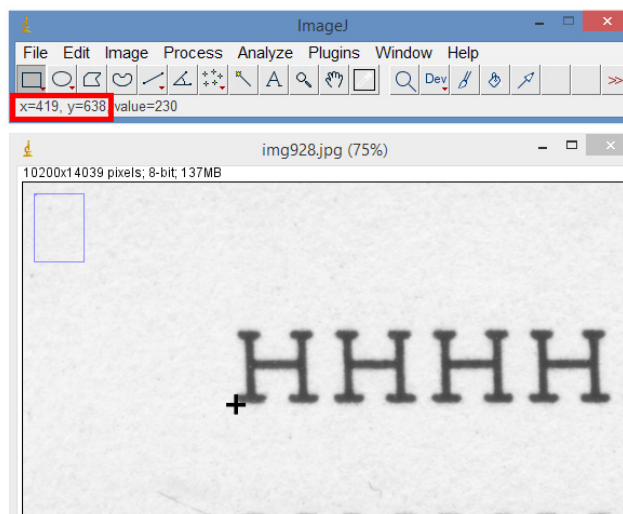 ImageJ
File Edit Image Process Analyze Plugins Window Help
A Dev >>
x=419, y=638, value=230
img928.jpg (75%)
10200x14039 pixels; 8-bit; 137MB
H H H H